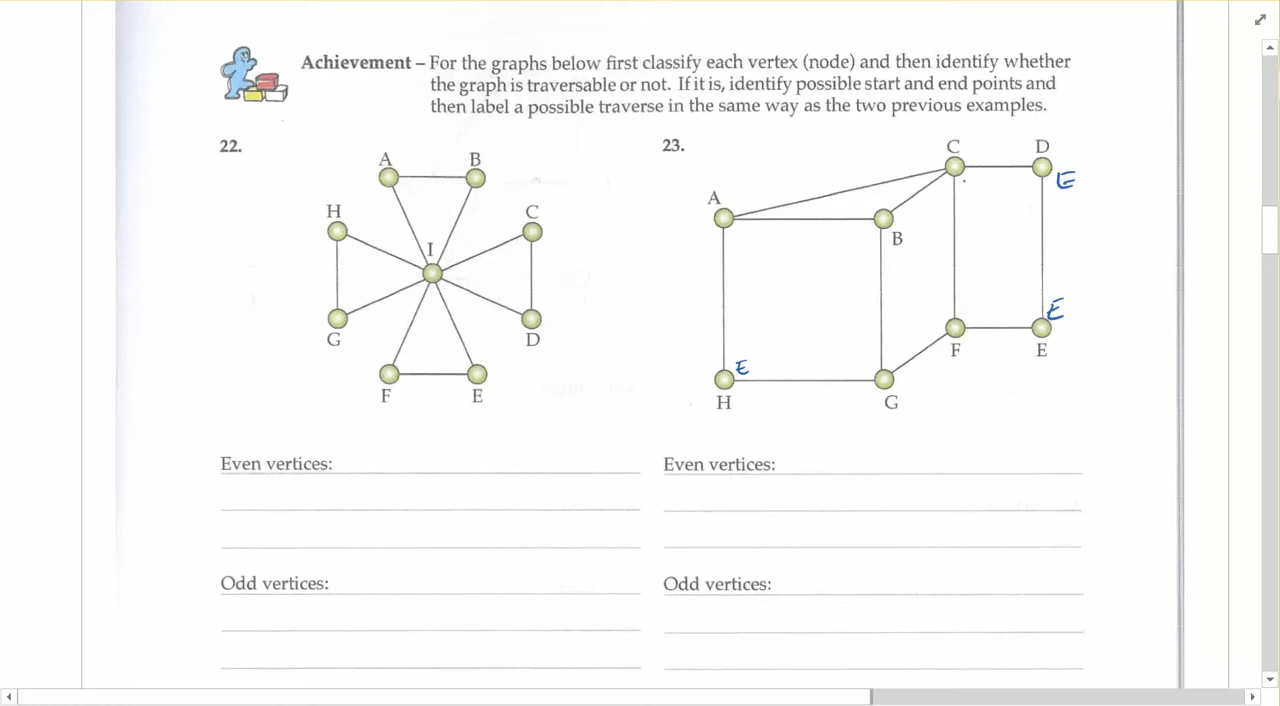 Achievement – For the graphs below first classify each vertex (node) and then identify whether
the graph is traversable or not. If it is, identify possible start and end points and
then label a possible traverse in the same way as the two previous examples.
22.
A B
H C
I
G D
F E
Even vertices:
Odd vertices:
23.
C D
E
A
B
E
F E
E
H G
Even vertices:
Odd vertices: